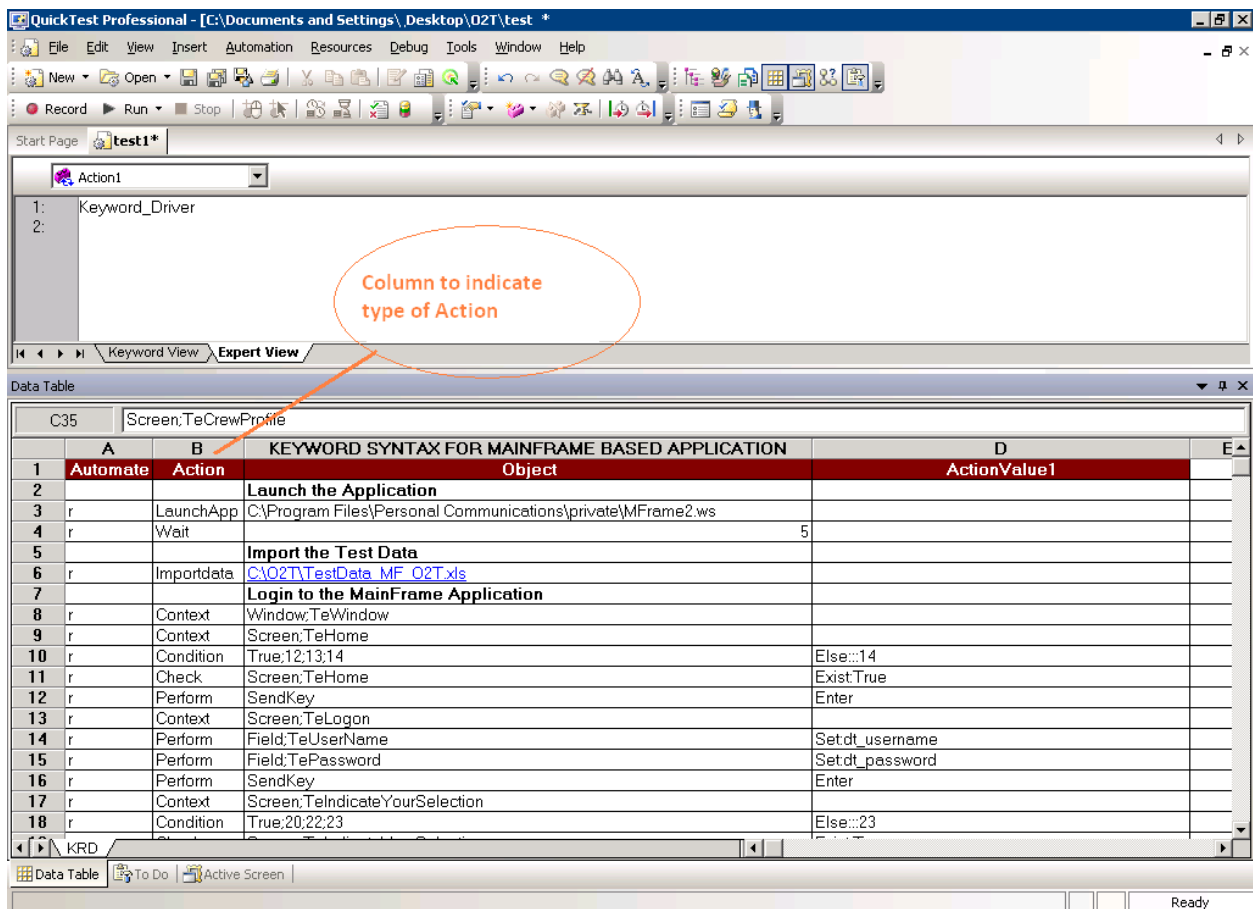 QuickTest Professional - [C:\Documents and Settings\ ,Desktop\O2T\test *
File Edit View Insert Automation Resources Debug Tools Window Help
New Open
Record Run Stop
Start Page test1*
Action1
1: Keyword_Driver
2:
Column to indicate
type of Action
Keyword View Expert View
Data Table
C35 Screen;TeCrewProfile
A B KEYWORD SYNTAX FOR MAINFRAME BASED APPLICATION D E
1 Automate Action Object ActionValue1
2 Launch the Application
3 r LaunchApp C:\Program Files\Personal Communications\private\MFrame2.ws
4 r Wait 5
5 Import the Test Data
6 r Importdata C:\O2T\TestData_MF_O2T.xls
7 Login to the MainFrame Application
8 r Context Window;TeWindow
9 r Context Screen;TeHome
10 r Condition True;12;13;14 Else:::14
11 r Check Screen;TeHome Exist:True
12 r Perform SendKey Enter
13 r Context Screen;TeLogon
14 r Perform Field;TeUserName Set:dt_username
15 r Perform Field;TePassword Set:dt_password
16 r Perform SendKey Enter
17 r Context Screen;TeIndicateYourSelection
18 r Condition True;20;22;23 Else:::23
KRD
Data Table To Do Active Screen
Ready